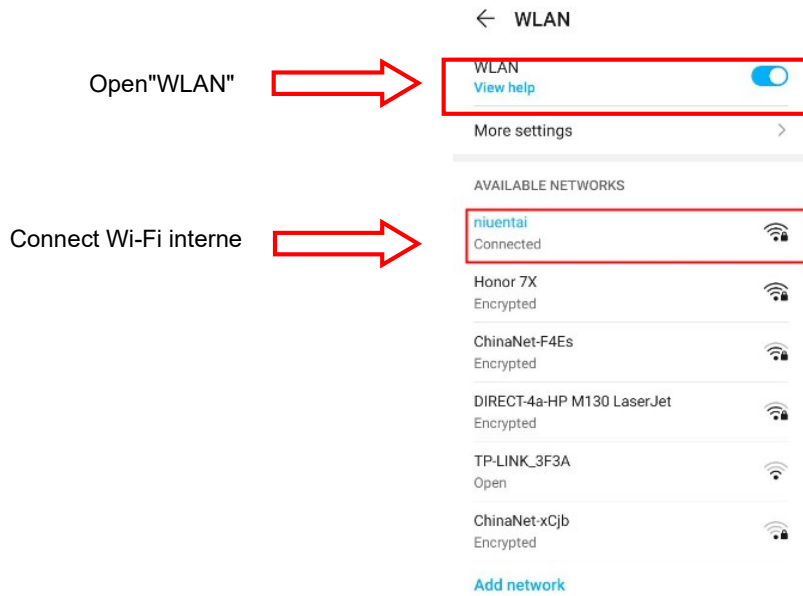 ← WLAN
Open"WLAN"
WLAN
View help
More settings
AVAILABLE NETWORKS
Connect Wi-Fi interne
niuentai
Connected
Honor 7X
Encrypted
ChinaNet-F4Es
Encrypted
DIRECT-4a-HP M130 LaserJet
Encrypted
TP-LINK_3F3A
Open
ChinaNet-xCjb
Encrypted
Add network